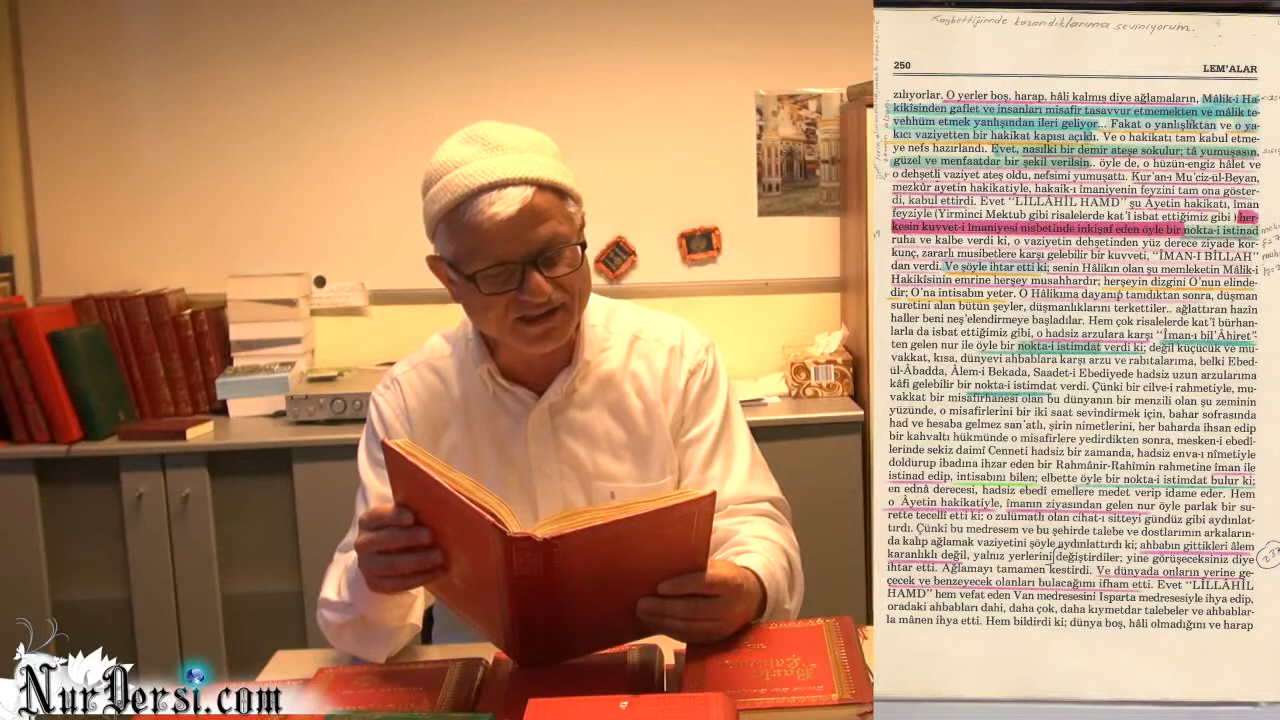 Kaybettiğimde kazandıklarıma seviniyorum.
250
LEM'ALAR
zılıyorlar. O yerler boş, harap, hâli kalmış diye ağlamaların, Mâlik-i Ha-
kikîsinden gaflet ve insanları misafir tasavvur etmemekten ve mâlik te-
vehhüm etmek yanlışından ileri geliyor... Fakat o yanlışlıktan ve o ya-
kıcı vaziyetten bir hakikat kapısı açıldı. Ve o hakikatı tam kabul etme-
ye nefs hazırlandı. Evet, nasılki bir demir ateşe sokulur; tâ yumuşasın,
güzel ve menfaatdar bir şekil verilsin.. öyle de, o hüzün-engiz hâlet ve
o dehşetli vaziyet ateş oldu, nefsimi yumuşattı. Kur'an-ı Mu'ciz-ül-Beyan,
mezkûr ayetin hakikatiyle, hakaik-ı imaniyenin feyzini tam ona göster-
di, kabul ettirdi. Evet "LİLLÂHİL HAMD" şu Âyetin hakikatı, İman
feyziyle (Yirminci Mektub gibi risalelerde kat'î isbat ettiğimiz gibi ) her-
kesin kuvvet-i îmaniyesi nisbetinde inkişaf eden öyle bir nokta-i istinad
ruha ve kalbe verdi ki, o vaziyetin dehşetinden yüz derece ziyade kor-
kunç, zararlı musibetlere karşı gelebilir bir kuvveti, "İMAN-I BİLLAH"
dan verdi. Ve şöyle ihtar etti ki; senin Hâlikın olan şu memleketin Mâlik-i
Hakikîsinin emrine herşey musahhardır; herşeyin dizgini O'nun elinde-
dir; O'na intisabın yeter. O Hâlıkıma dayanıp tanıdıktan sonra, düşman
suretini alan bütün şeyler, düşmanlıklarını terkettiler.. ağlattıran hazin
haller beni neş'elendirmeye başladılar. Hem çok risalelerde kat'î bürhan-
larla da isbat ettiğimiz gibi, o hadsiz arzulara karşı "Îman-ı bil'Âhiret"
ten gelen nur ile öyle bir nokta-i istimdat verdi ki; değil küçücük ve mu-
vakkat, kısa, dünyevi ahbablara karşı arzu ve rabıtalarıma, belki Ebed-
ül-Âbadda, Âlem-i Bekada, Saadet-i Ebediyede hadsiz uzun arzularıma
kâfi gelebilir bir nokta-i istimdat verdi. Çünki bir cilve-i rahmetiyle, mu-
vakkat bir misafirhanesi olan bu dünyanın bir menzili olan şu zeminin
yüzünde, o misafirlerini bir iki saat sevindirmek için, bahar sofrasında
had ve hesaba gelmez san'atlı, şirin nimetlerini, her baharda ihsan edip
bir kahvaltı hükmünde o misafirlere yedirdikten sonra, mesken-i ebedî-
lerinde sekiz daimî Cenneti hadsiz bir zamanda, hadsiz enva-ı nîmetiyle
doldurup ibadına ihzar eden bir Rahmânir-Rahîmin rahmetine îman ile
istinad edip, intisabını bilen; elbette öyle bir nokta-i istimdat bulur ki;
en ednâ derecesi, hadsiz ebedî emellere medet verip idame eder. Hem
o Âyetin hakikatiyle, îmanın ziyasından gelen nur öyle parlak bir su-
rette tecelli etti ki; o zulümatlı olan cihat-ı sitteyi gündüz gibi aydınlat-
tırdı. Çünki bu medresem ve bu şehirde talebe ve dostlarımın arkaların-
da kalıp ağlamak vaziyetini şöyle aydınlattırdı ki; ahbabın gittikleri âlem
karanlıklı değil, yalnız yerlerini değiştirdiler; yine görüşeceksiniz diye
ihtar etti. Ağlamayı tamamen kestirdi. Ve dünyada onların yerine ge-
çecek ve benzeyecek olanları bulacağımı ifham etti. Evet "LİLLÂHİL
HAMD" hem vefat eden Van medresesini Isparta medresesiyle ihya edip,
oradaki ahbabları dahi, daha çok, daha kıymetdar talebeler ve ahbablar-
la mânen ihya etti. Hem bildirdi ki; dünya boş, hâli olmadığını ve harap
NurDersi.com